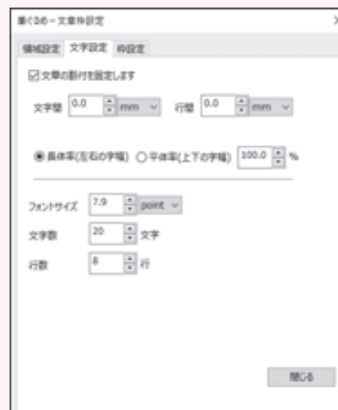 筆ぐるめ-文章枠設定
領域設定 文字設定 枠設定
文章の割付を固定します
文字間 0.0 mm 行間 0.0 mm
長体率(左右の字幅) 平体率(上下の字幅) 100.0 %
フォントサイズ 7.9 point
文字数 20 文字
行数 8 行
閉じる